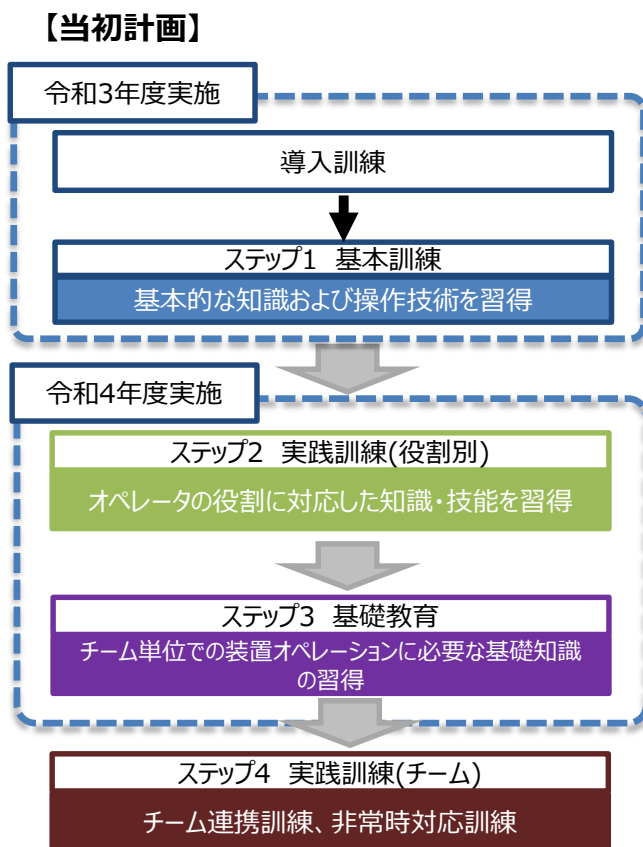 【当初計画】
令和3年度実施
導入訓練
ステップ1 基本訓練
基本的な知識および操作技術を習得
令和4年度実施
ステップ2 実践訓練(役割別)
オペレータの役割に対応した知識・技能を習得
ステップ3 基礎教育
チーム単位での装置オペレーションに必要な基礎知識
の習得
ステップ4 実践訓練(チーム)
チーム連携訓練、非常時対応訓練